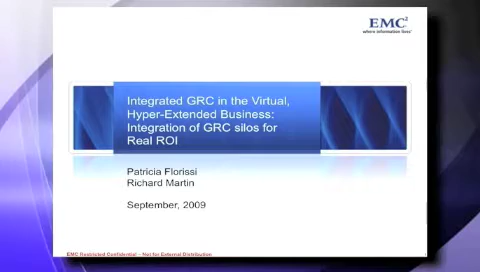 EMC²
where information lives®
Integrated GRC in the Virtual,
Hyper-Extended Business:
Integration of GRC silos for
Real ROI
Patricia Florissi
Richard Martin
September, 2009
EMC Restricted Confidential – Not for External Distribution